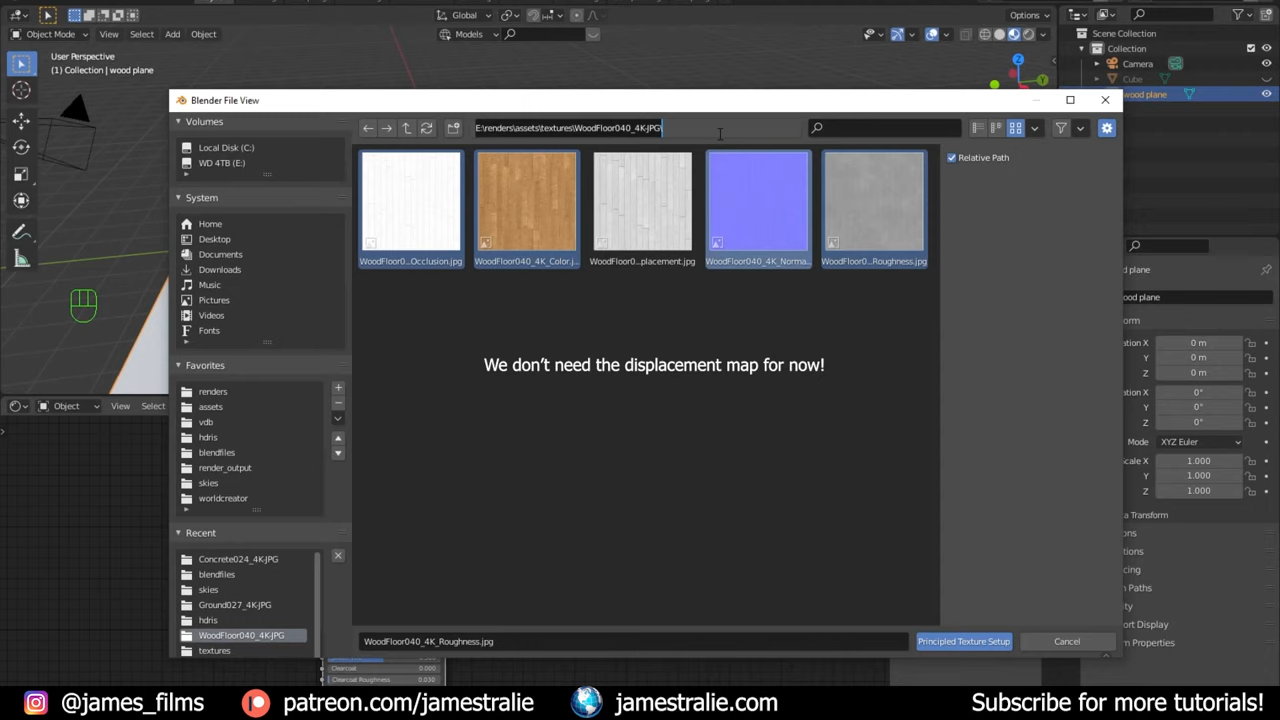 Global
Options
Object Mode
View
Select
Add
Object
Models
Scene Collection
Collection
Camera
Cube
wood plane
User Perspective
(1) Collection | wood plane
Blender File View
Volumes
Local Disk (C:)
WD 4TB (E:)
System
Home
Desktop
Documents
Downloads
Music
Pictures
Videos
Fonts
Favorites
renders
assets
vdb
hdris
blendfiles
render_output
skies
worldcreator
Recent
Concrete024_4K-JPG
blendfiles
skies
Ground027_4K-JPG
hdris
WoodFloor040_4K-JPG
textures
E:\renders\assets\textures\WoodFloor040_4K-JPG\
Relative Path
WoodFloor0...Occlusion.jpg
WoodFloor040_4K_Color.j...
WoodFloor0...placement.jpg
WoodFloor040_4K_Norma...
WoodFloor0...Roughness.jpg
We don't need the displacement map for now!
WoodFloor040_4K_Roughness.jpg
Principled Texture Setup
Cancel
Object
View
Select
Clearcoat
0.000
Clearcoat Roughness
0.030
d plane
ood plane
orm
ation X
0 m
Y
0 m
Z
0 m
ation X
0°
Y
0°
Z
0°
Mode
XYZ Euler
Scale X
1.000
Y
1.000
Z
1.000
ta Transform
ons
tions
cing
n Paths
ity
ort Display
m Properties
@james_films
patreon.com/jamestralie
jamestralie.com
Subscribe for more tutorials!